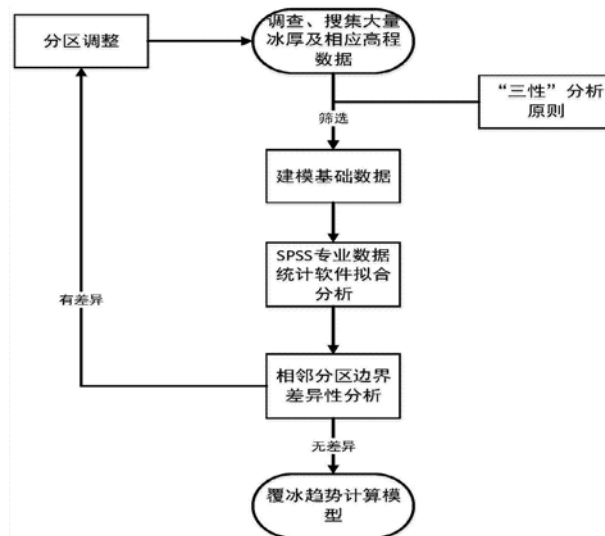 分区调整
调查、搜集大量
冰厚及相应高程
数据
“三性”分析
原则
筛选
建模基础数据
SPSS专业数据
统计软件拟合
分析
有差异
相邻分区边界
差异性分析
无差异
覆冰趋势计算模
型